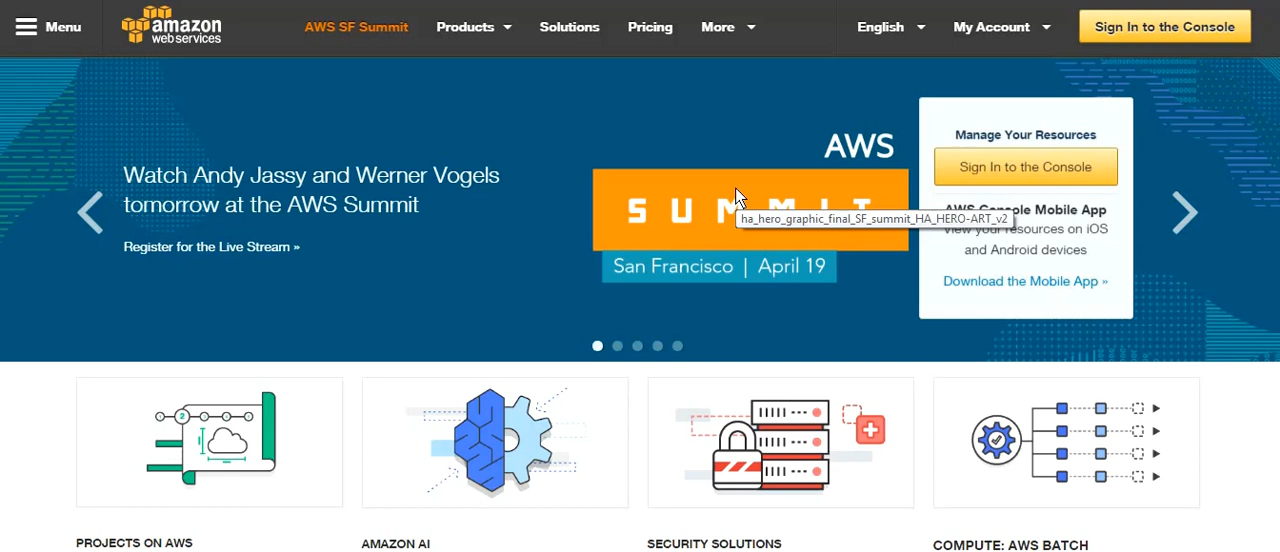 Menu
amazon
webservices
AWS SF Summit
Products
Solutions
Pricing
More
English
My Account
Sign In to the Console
Watch Andy Jassy and Werner Vogels
tomorrow at the AWS Summit
Register for the Live Stream »
AWS
SUMMIT
San Francisco | April 19
ha_hero_graphic_final_SF_summit_HA_HERO-ART_v2
Manage Your Resources
Sign In to the Console
AWS Console Mobile App
View your resources on iOS
and Android devices
Download the Mobile App »
2
PROJECTS ON AWS
AMAZON AI
SECURITY SOLUTIONS
COMPUTE: AWS BATCH